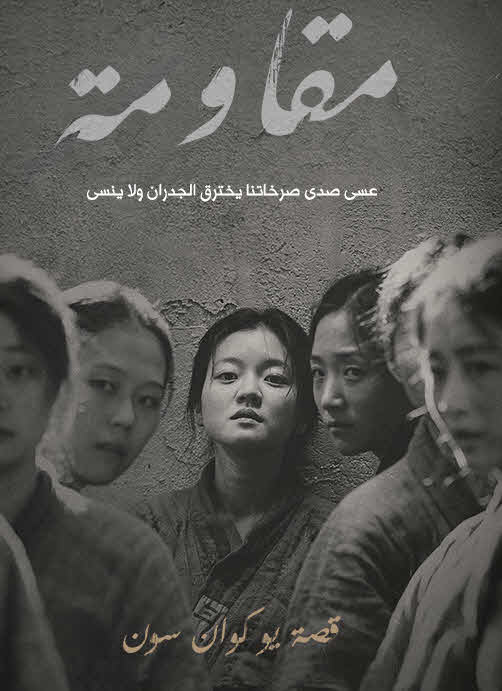 مقاومة
عسى صدى صرخاتنا يخترق الجدران ولا ينسى
قصة يو كوان سون